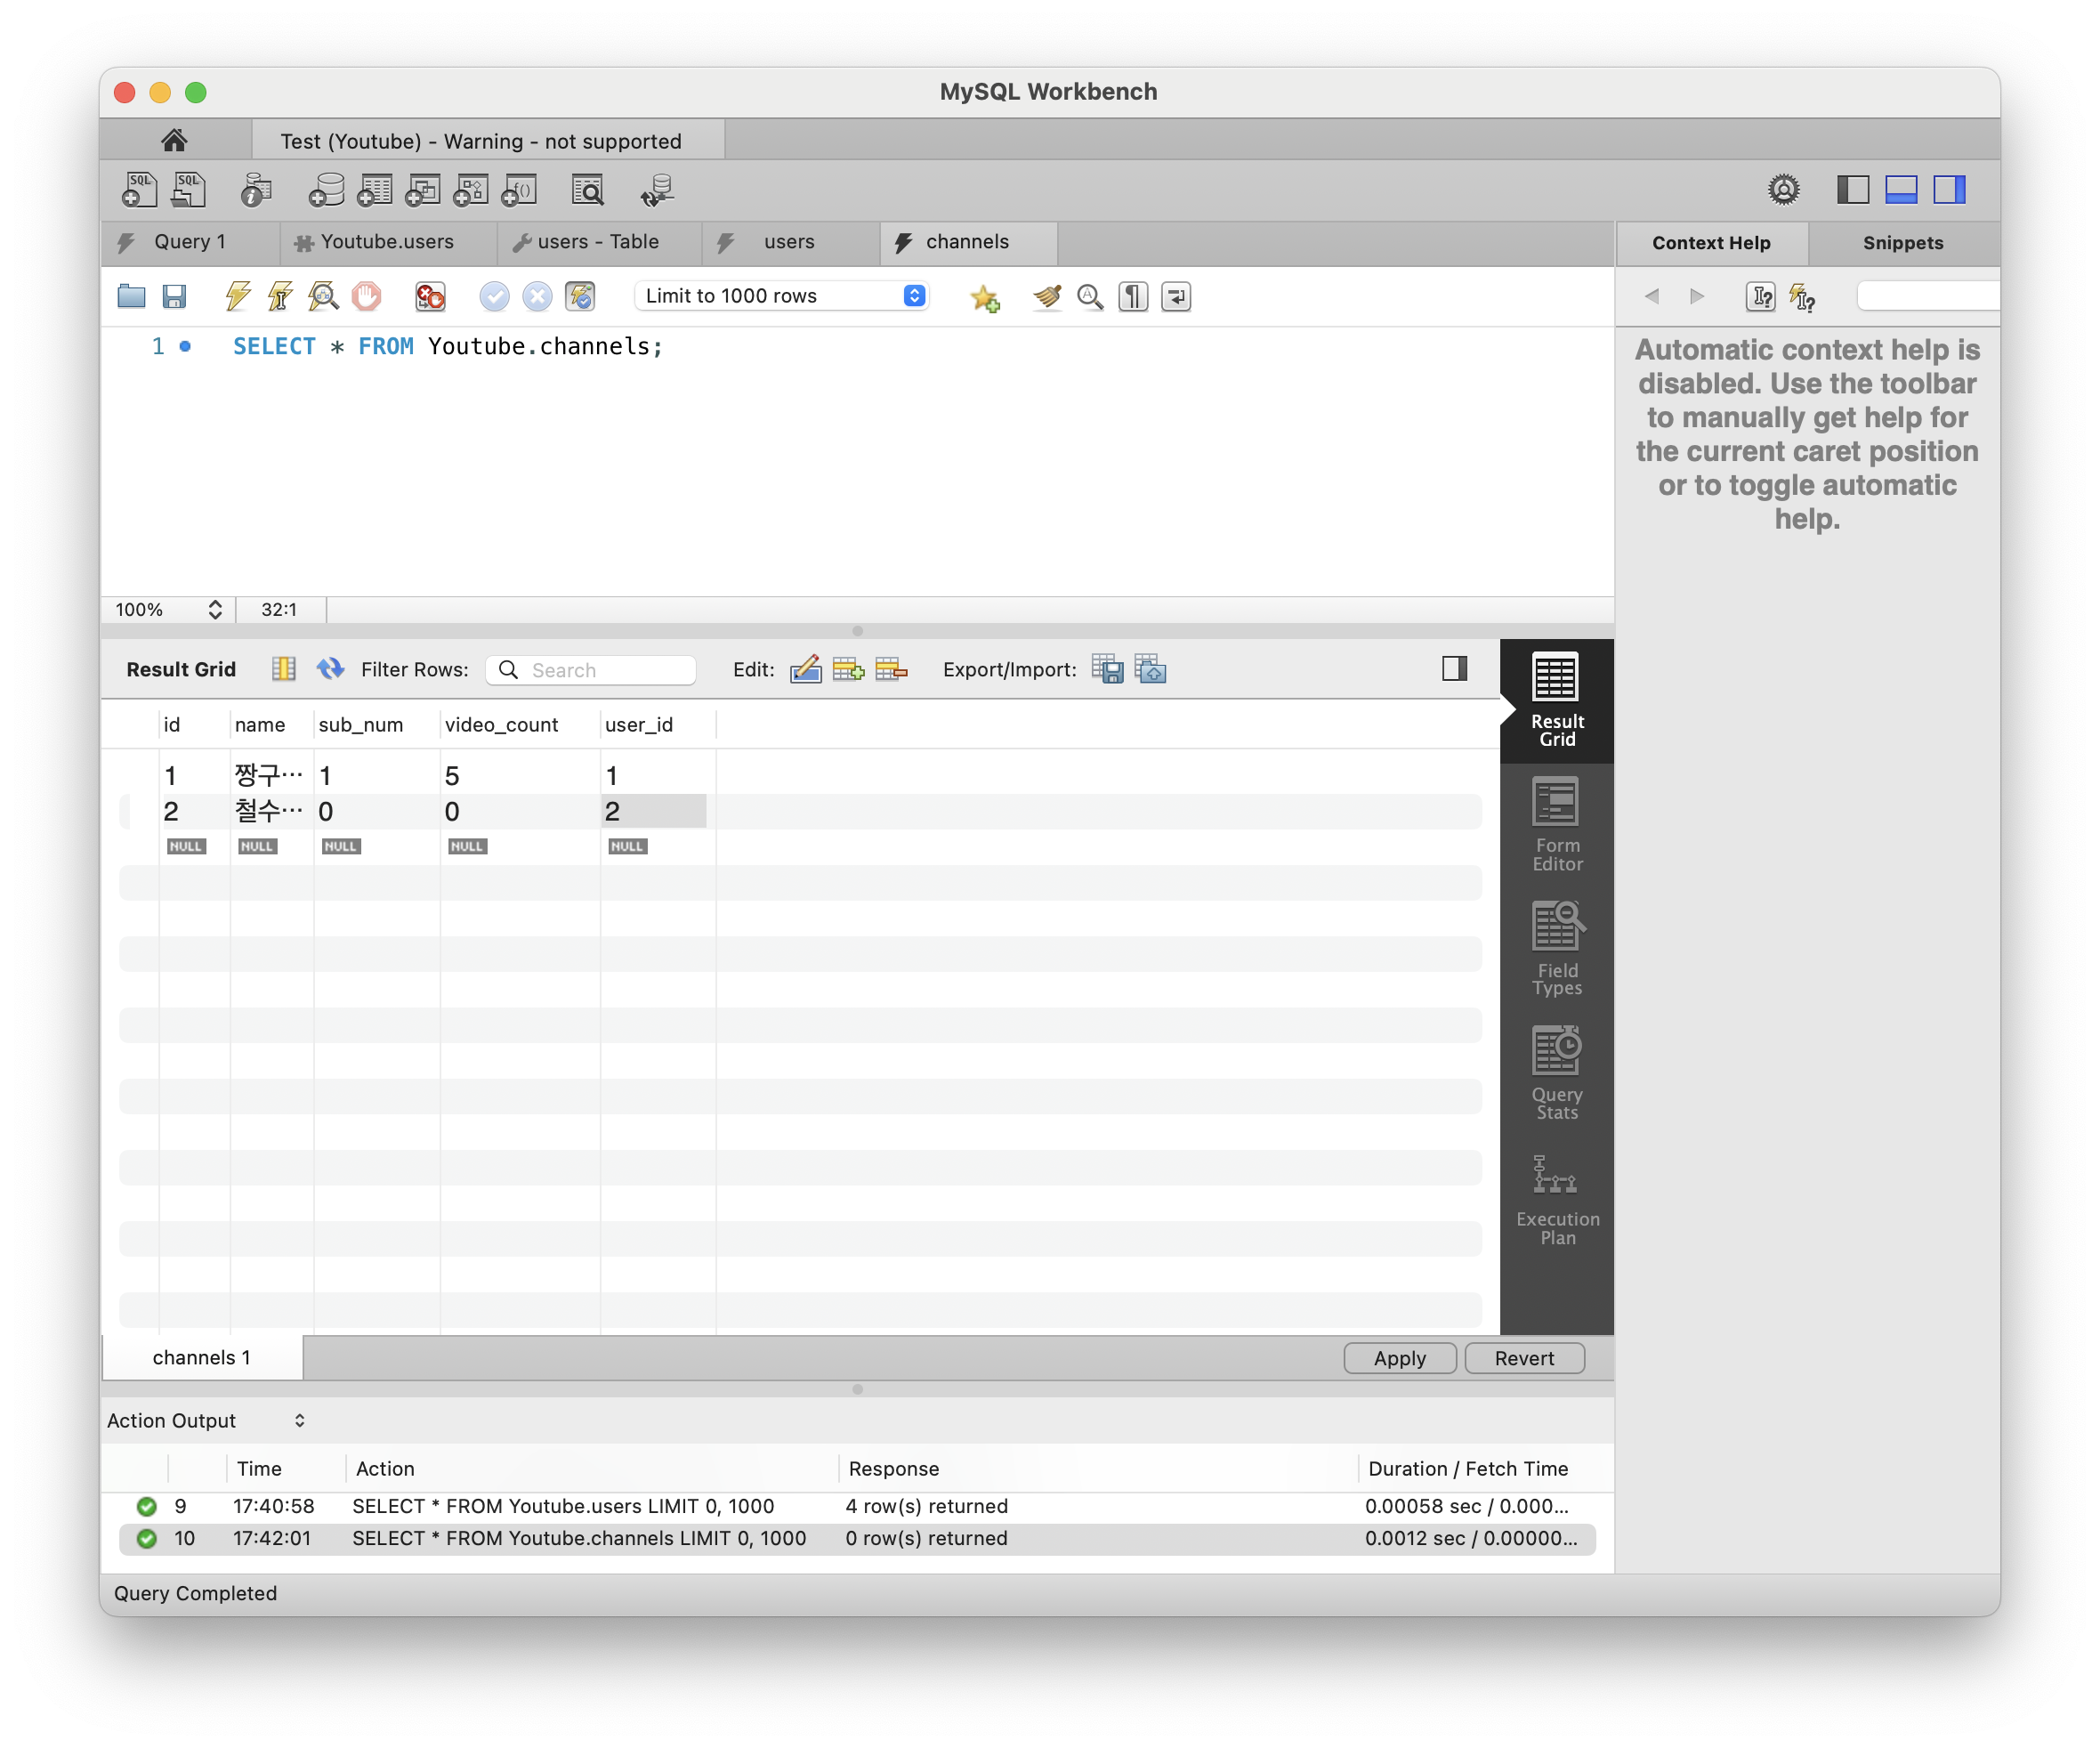 MySQL Workbench
Test (Youtube) - Warning - not supported
Query 1
Youtube.users
users - Table
users
channels
Context Help
Snippets
Limit to 1000 rows
1
SELECT * FROM Youtube.channels;
Automatic context help is
disabled. Use the toolbar
to manually get help for
the current caret position
or to toggle automatic
help.
100%
32:1
Result Grid
Filter Rows:
Search
Edit:
Export/Import:
id name sub_num video_count user_id
1 짱구… 1 5 1
2 철수… 0 0 2
NULL NULL NULL NULL NULL
Result
Grid
Form
Editor
Field
Types
Query
Stats
Execution
Plan
channels 1
Apply
Revert
Action Output
Time Action Response Duration / Fetch Time
9 17:40:58 SELECT * FROM Youtube.users LIMIT 0, 1000 4 row(s) returned 0.00058 sec / 0.000...
10 17:42:01 SELECT * FROM Youtube.channels LIMIT 0, 1000 0 row(s) returned 0.0012 sec / 0.00000...
Query Completed